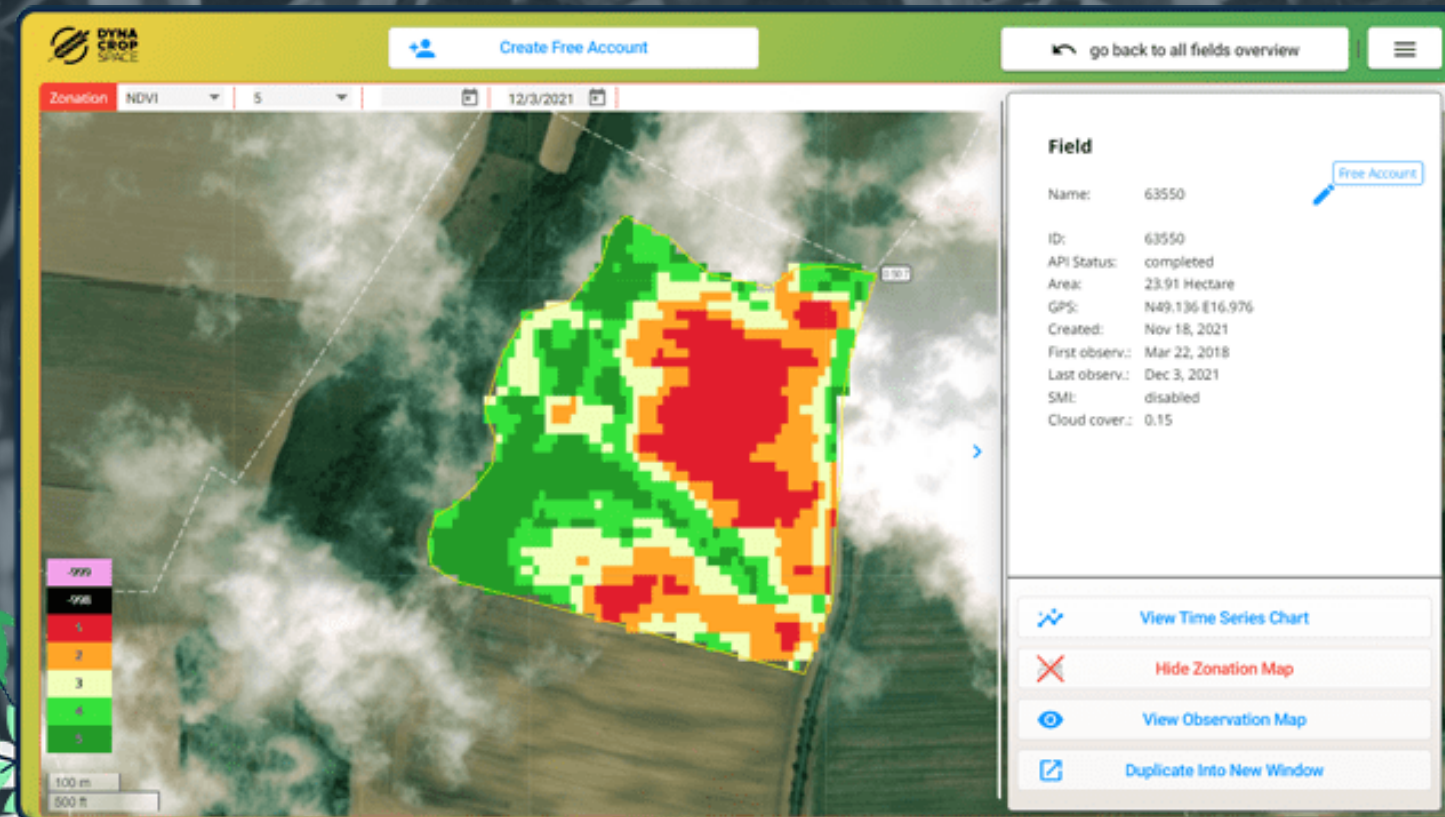 DYNA
CROP
SPACE
Create Free Account
go back to all fields overview
Zonation NDVI 5 12/3/2021
Field
Free Account
Name: 63550
ID: 63550
API Status: completed
Area: 23.91 Hectare
GPS: N49.136 E16.976
Created: Nov 18, 2021
First observ.: Mar 22, 2018
Last observ.: Dec 3, 2021
SMI: disabled
Cloud cover.: 0.15
-999
-998
1
2
3
4
5
100 m
500 ft
View Time Series Chart
Hide Zonation Map
View Observation Map
Duplicate Into New Window